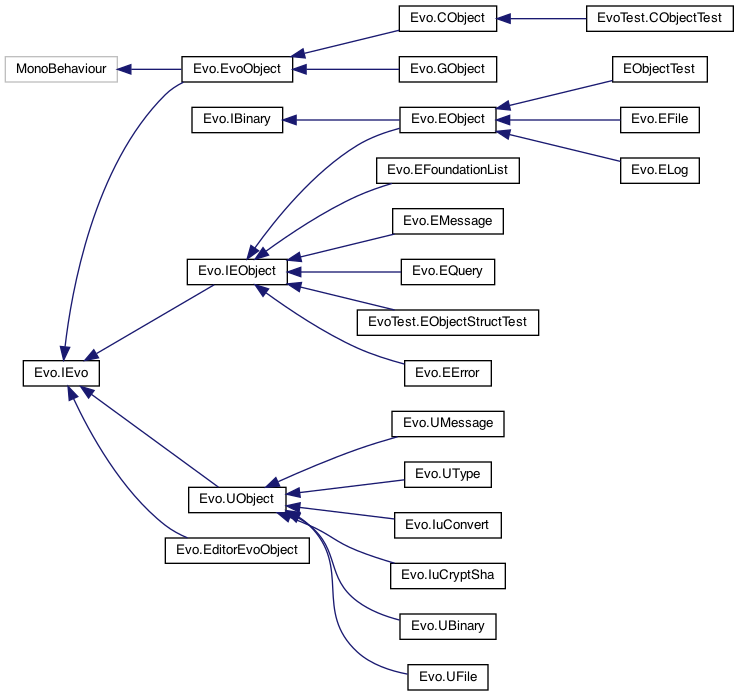 Evo.CObject
EvoTest.CObjectTest
MonoBehaviour
Evo.EvoObject
Evo.GObject
EObjectTest
Evo.IBinary
Evo.EObject
Evo.EFile
Evo.EFoundationList
Evo.ELog
Evo.EMessage
Evo.IEObject
Evo.EQuery
EvoTest.EObjectStructTest
Evo.IEvo
Evo.EError
Evo.UMessage
Evo.UType
Evo.UObject
Evo.IuConvert
Evo.EditorEvoObject
Evo.IuCryptSha
Evo.UBinary
Evo.UFile